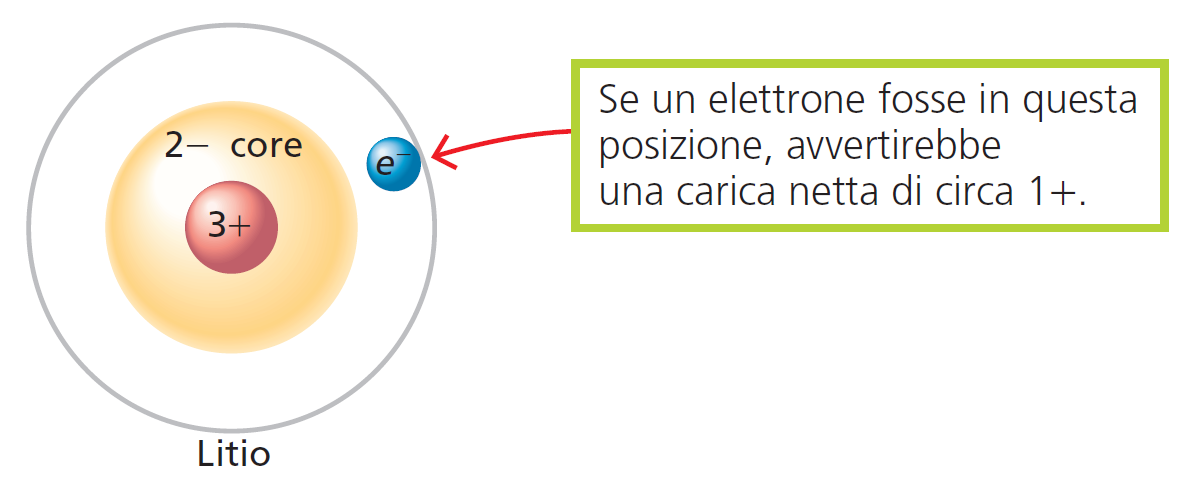 2− core
3+
e⁻
Se un elettrone fosse in questa
posizione, avvertirebbe
una carica netta di circa 1+.
Litio